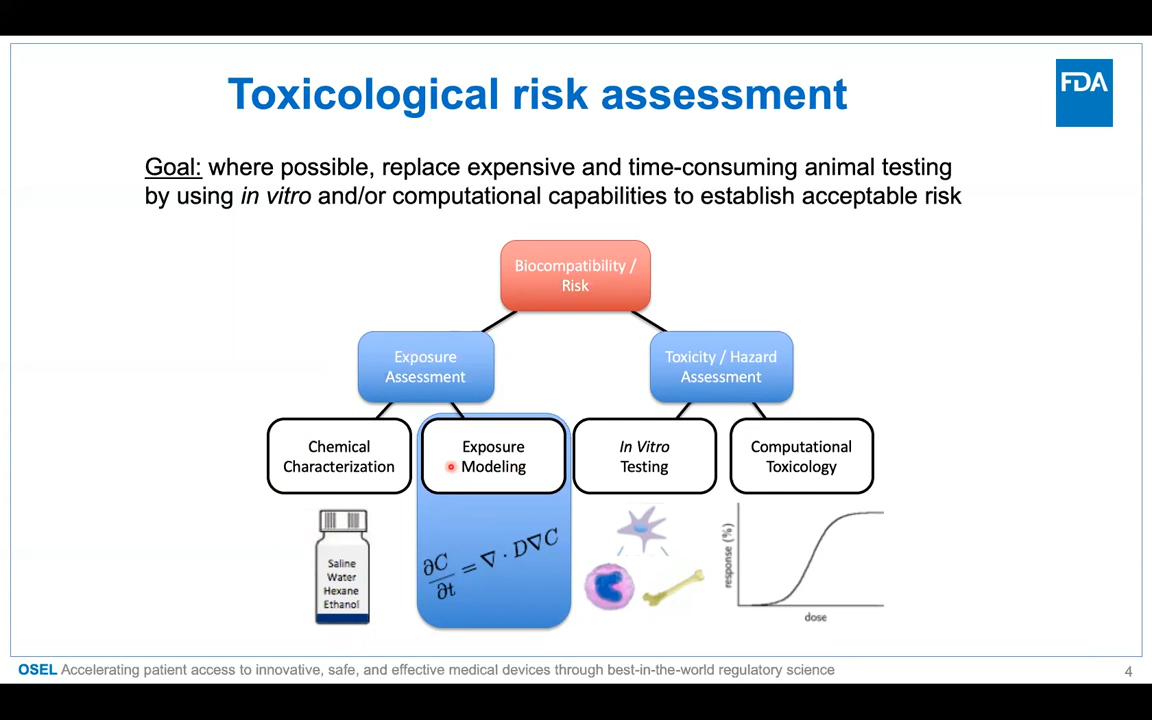 Toxicological risk assessment
FDA
Goal: where possible, replace expensive and time-consuming animal testing
by using in vitro and/or computational capabilities to establish acceptable risk
Biocompatibility /
Risk
Exposure
Assessment
Toxicity / Hazard
Assessment
Chemical
Characterization
Exposure
Modeling
In Vitro
Testing
Computational
Toxicology
Saline
Water
Hexane
Ethanol
∂C/∂t = ∇ · D∇C
response (%)
dose
OSEL Accelerating patient access to innovative, safe, and effective medical devices through best-in-the-world regulatory science
4